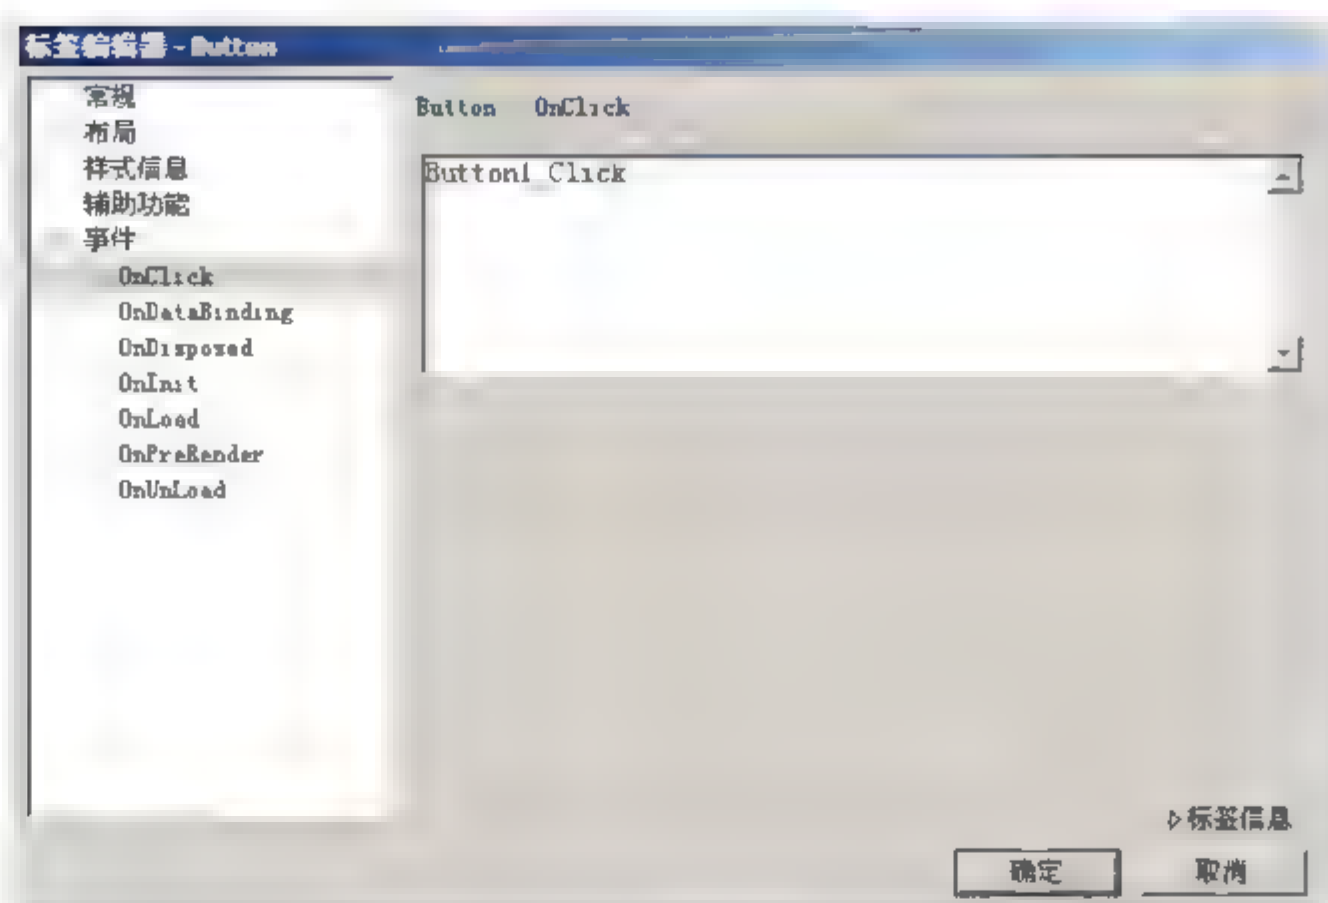 标签编辑器 - Button
常规
布局
样式信息
辅助功能
事件
OnClick
OnDataBinding
OnDisposed
OnInit
OnLoad
OnPreRender
OnUnLoad
Button OnClick
Button1_Click
标签信息
确定
取消